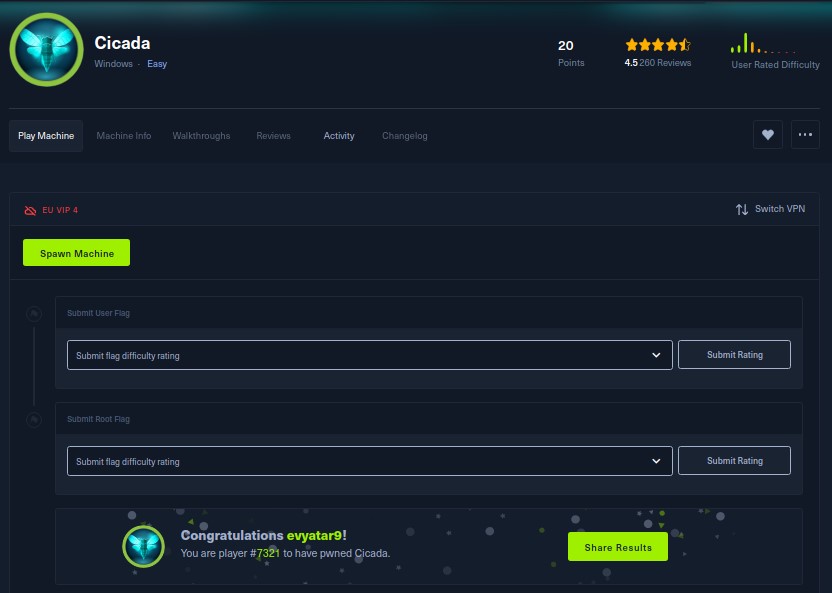 Cicada
Windows · Easy
20
Points
4.5 260 Reviews
User Rated Difficulty
Play Machine Machine Info Walkthroughs Reviews Activity Changelog
EU VIP 4
Switch VPN
Spawn Machine
Submit User Flag
Submit flag difficulty rating
Submit Rating
Submit Root Flag
Submit flag difficulty rating
Submit Rating
Congratulations evyatar9!
You are player #7321 to have pwned Cicada.
Share Results